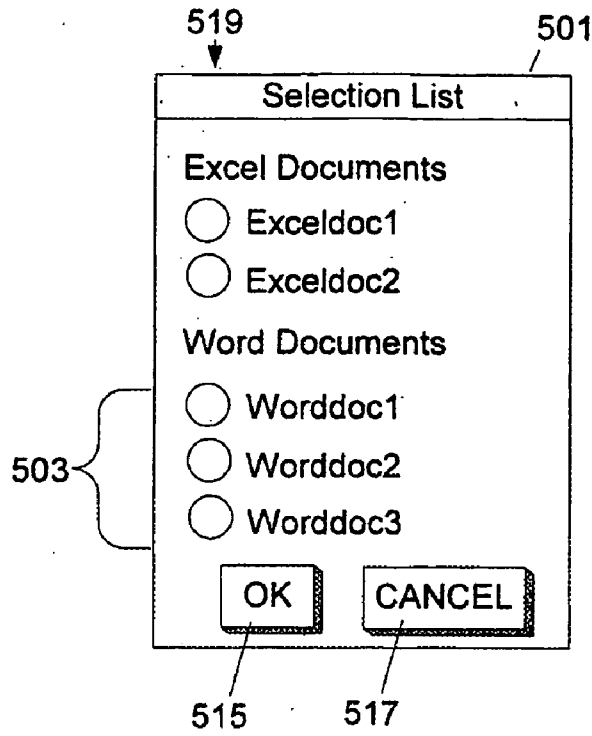 519
501
Selection List
Excel Documents
Exceldoc1
Exceldoc2
Word Documents
Worddoc1
503
Worddoc2
Worddoc3
OK CANCEL
515 517